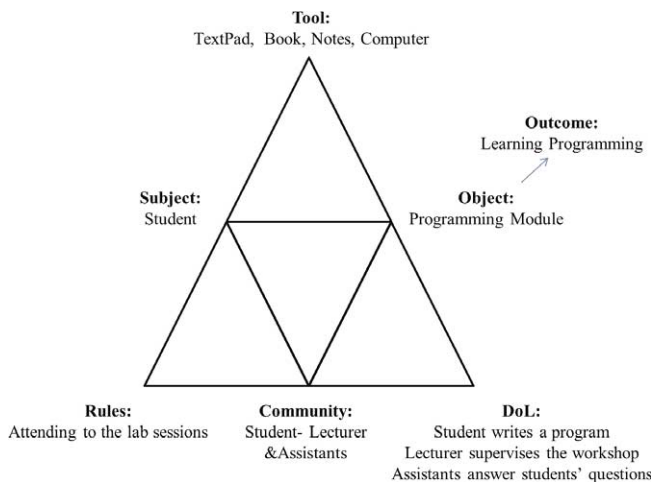 Tool:
TextPad, Book, Notes, Computer
Outcome:
Learning Programming
Subject:
Student
Object:
Programming Module
Rules:
Attending to the lab sessions
Community:
Student- Lecturer
&Assistants
DoL:
Student writes a program
Lecturer supervises the workshop
Assistants answer students’ questions